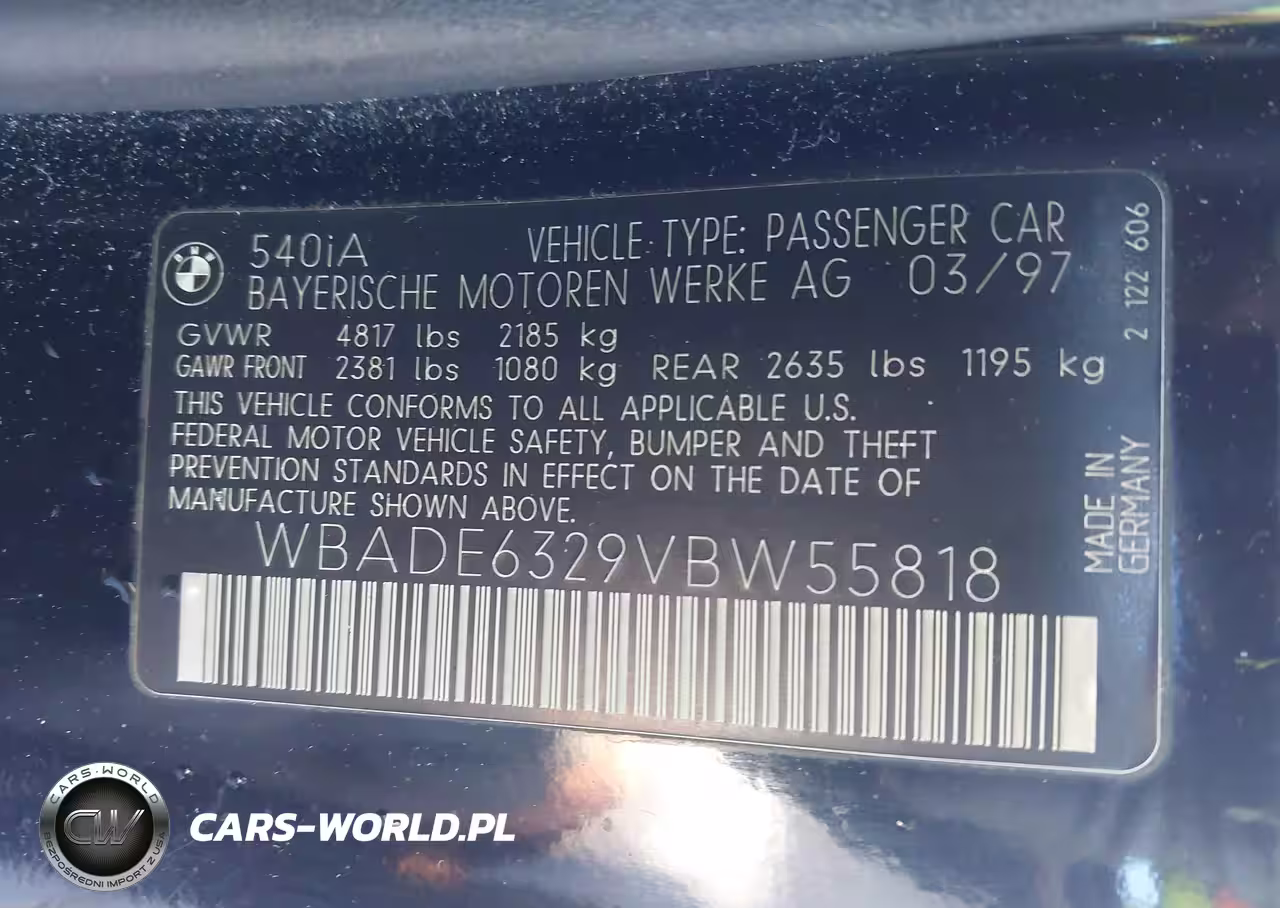 540iA VEHICLE TYPE: PASSENGER CAR
BAYERISCHE MOTOREN WERKE AG 03/97
GVWR 4817 lbs 2185 kg
GAWR FRONT 2381 lbs 1080 kg REAR 2635 lbs 1195 kg
THIS VEHICLE CONFORMS TO ALL APPLICABLE U.S.
FEDERAL MOTOR VEHICLE SAFETY, BUMPER AND THEFT
PREVENTION STANDARDS IN EFFECT ON THE DATE OF
MANUFACTURE SHOWN ABOVE.
WBADE6329VBW55818
2 122 606
MADE IN
GERMANY
CARS-WORLD
CW
BEZPOŚREDNI IMPORT Z USA
CARS-WORLD.PL